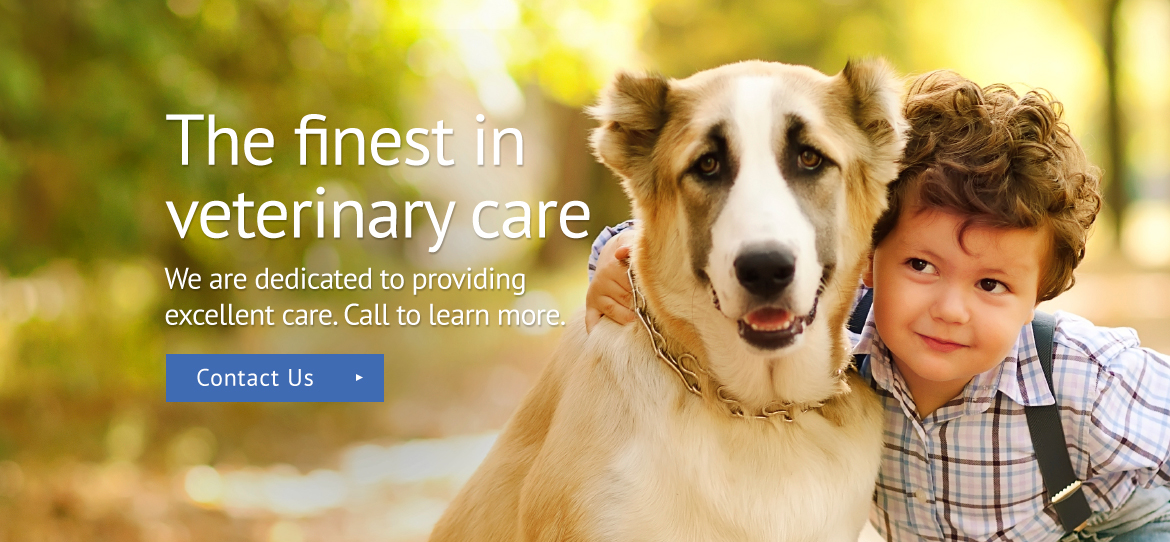 The finest in
veterinary care
We are dedicated to providing
excellent care. Call to learn more.
Contact Us